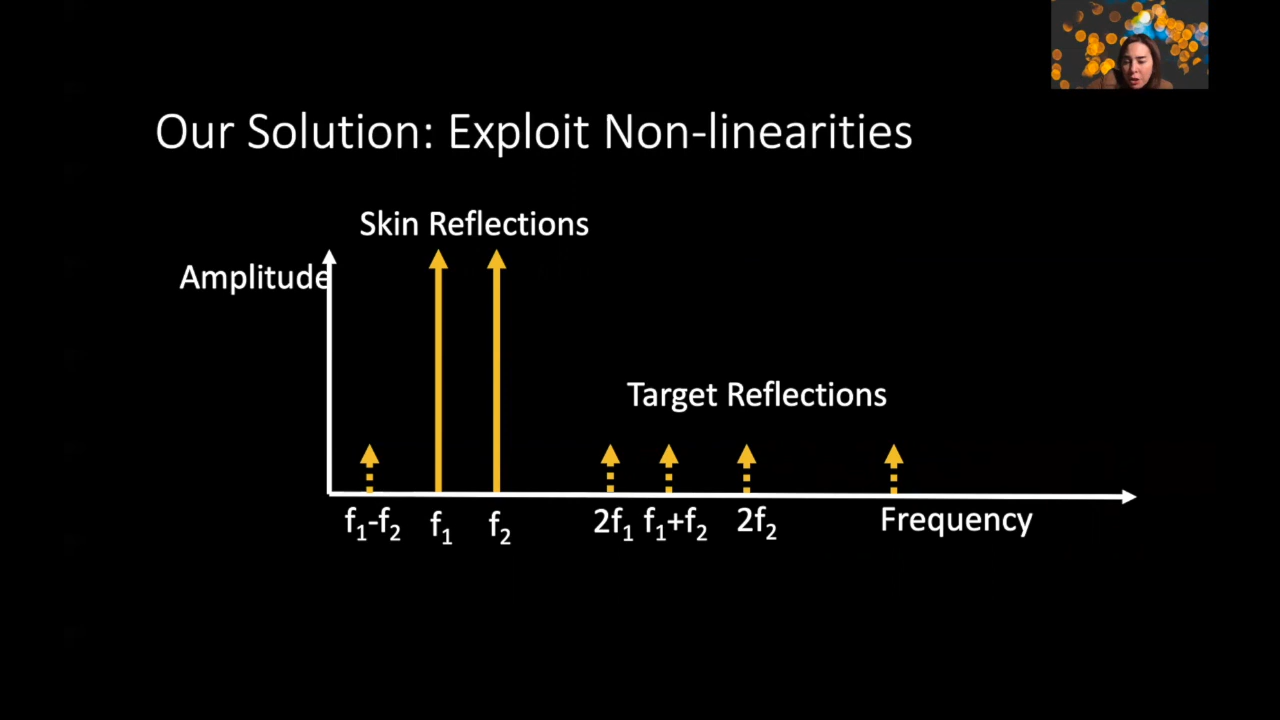 Our Solution: Exploit Non-linearities
Skin Reflections
Amplitude
Target Reflections
f₁-f₂ f₁ f₂ 2f₁ f₁+f₂ 2f₂ Frequency